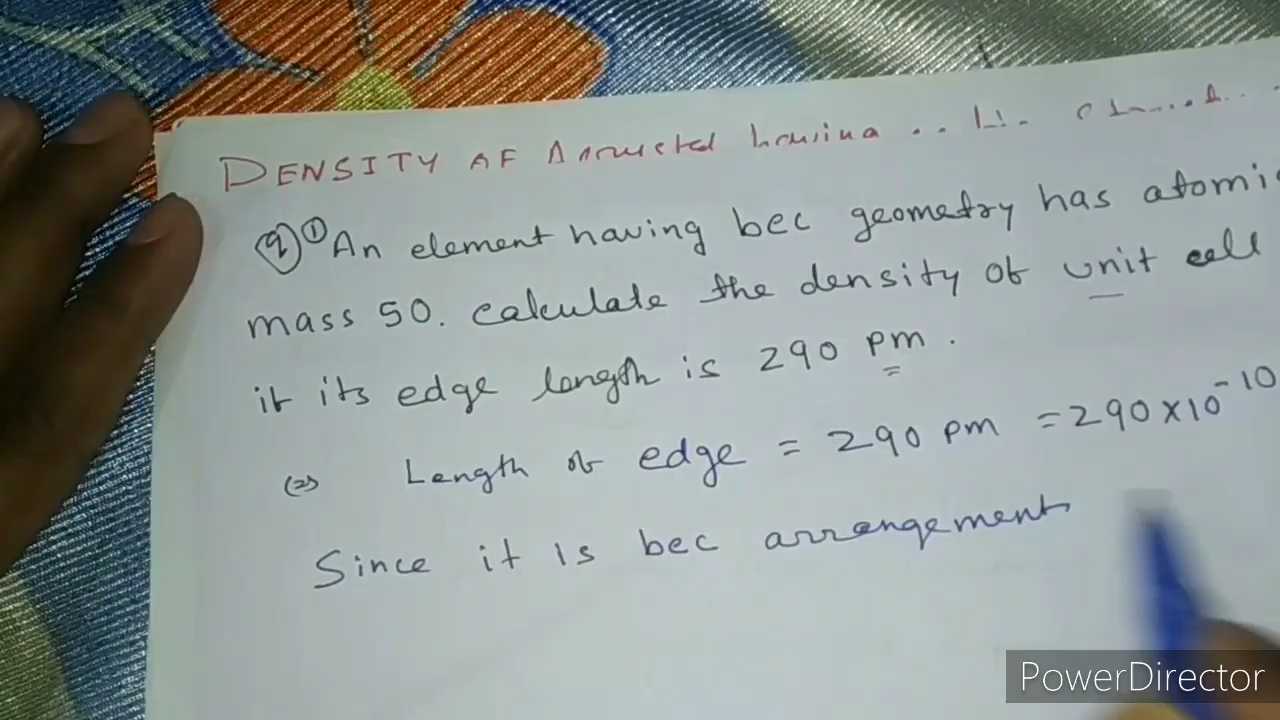 DENSITY
q ① An element having bcc geometry has atomic
mass 50. calculate the density of unit cell
if its edge length is 290 pm.
(2) Length of edge = 290 pm = 290×10⁻¹⁰
Since it is bcc arrangement
PowerDirector